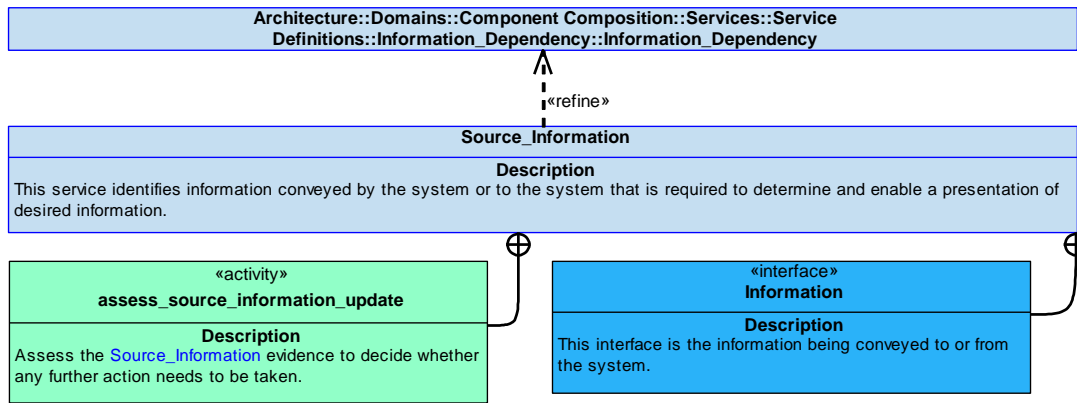 Architecture::Domains::Component Composition::Services::Service
Definitions::Information_Dependency::Information_Dependency
«refine»
Source_Information
Description
This service identifies information conveyed by the system or to the system that is required to determine and enable a presentation of
desired information.
«activity»
assess_source_information_update
Description
Assess the Source_Information evidence to decide whether
any further action needs to be taken.
«interface»
Information
Description
This interface is the information being conveyed to or from
the system.